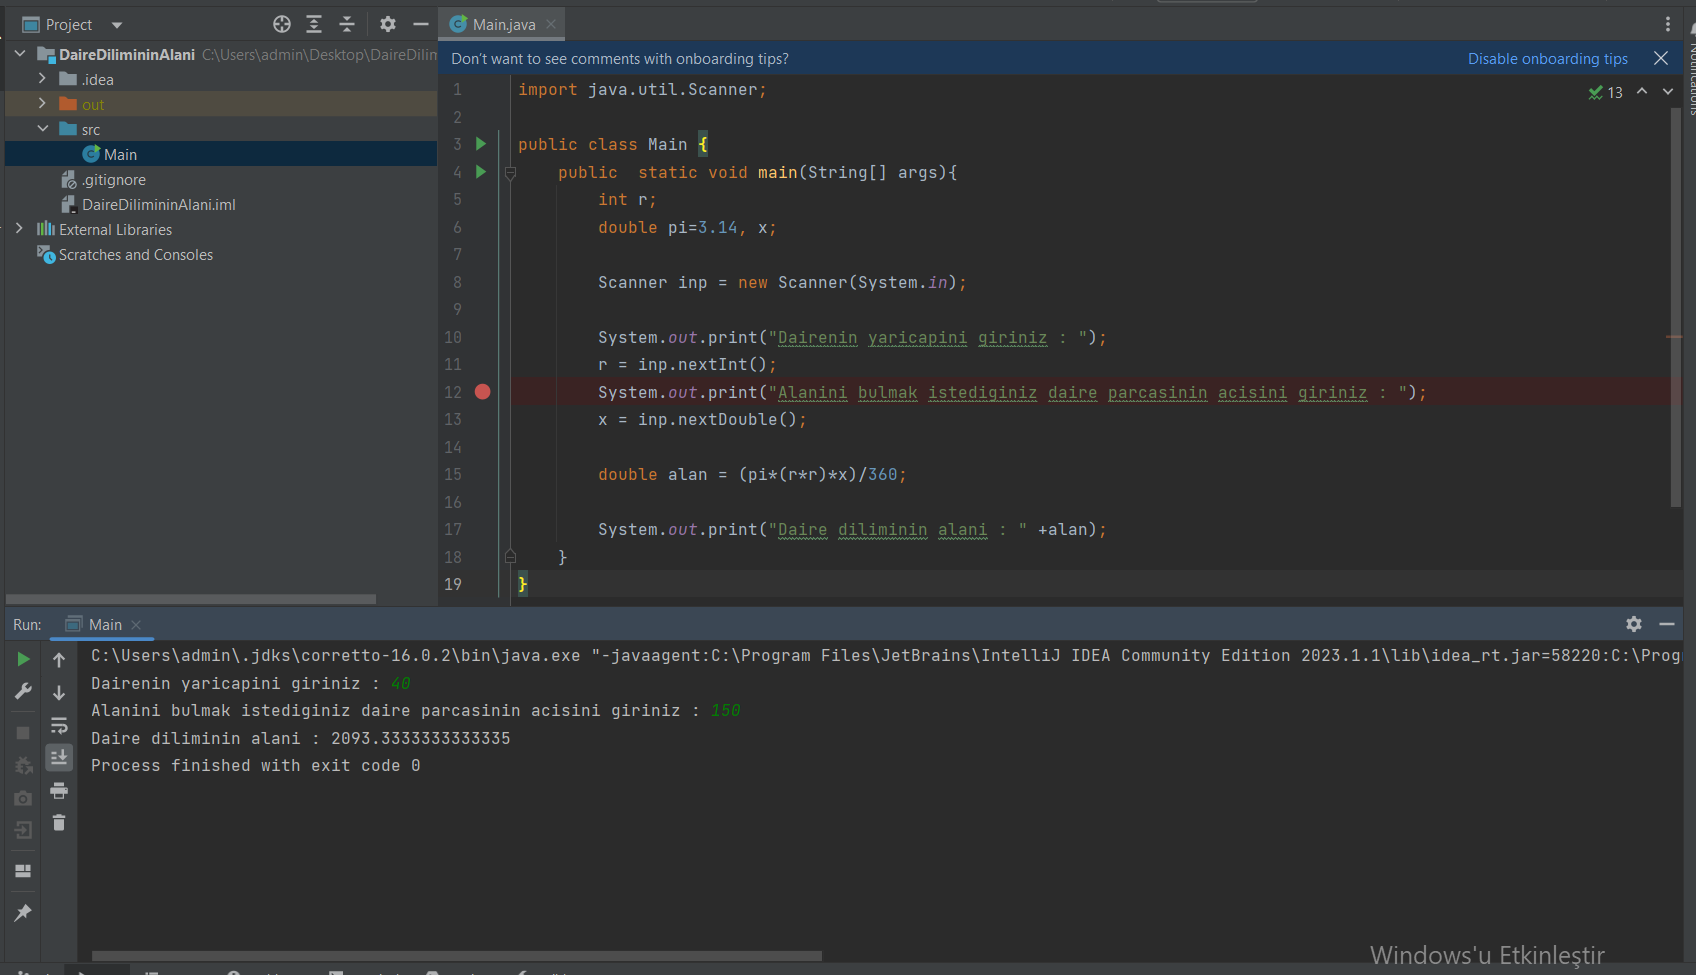 Project
Main.java
DaireDilimininAlani C:\Users\admin\Desktop\DaireDilim
Don't want to see comments with onboarding tips?
Disable onboarding tips
.idea
out
src
Main
.gitignore
DaireDilimininAlani.iml
External Libraries
Scratches and Consoles
Notifications
13
1 import java.util.Scanner;
2
3 public class Main {
4 public  static void main(String[] args){
5 int r;
6 double pi=3.14, x;
7
8 Scanner inp = new Scanner(System.in);
9
10 System.out.print("Dairenin yaricapini giriniz : ");
11 r = inp.nextInt();
12 System.out.print("Alanini bulmak istediginiz daire parcasinin acisini giriniz : ");
13 x = inp.nextDouble();
14
15 double alan = (pi*(r*r)*x)/360;
16
17 System.out.print("Daire diliminin alani : " +alan);
18 }
19 }
Run: Main
C:\Users\admin\.jdks\corretto-16.0.2\bin\java.exe "-javaagent:C:\Program Files\JetBrains\IntelliJ IDEA Community Edition 2023.1.1\lib\idea_rt.jar=58220:C:\Prog
Dairenin yaricapini giriniz : 40
Alanini bulmak istediginiz daire parcasinin acisini giriniz : 150
Daire diliminin alani : 2093.3333333333335
Process finished with exit code 0
Windows'u Etkinleştir